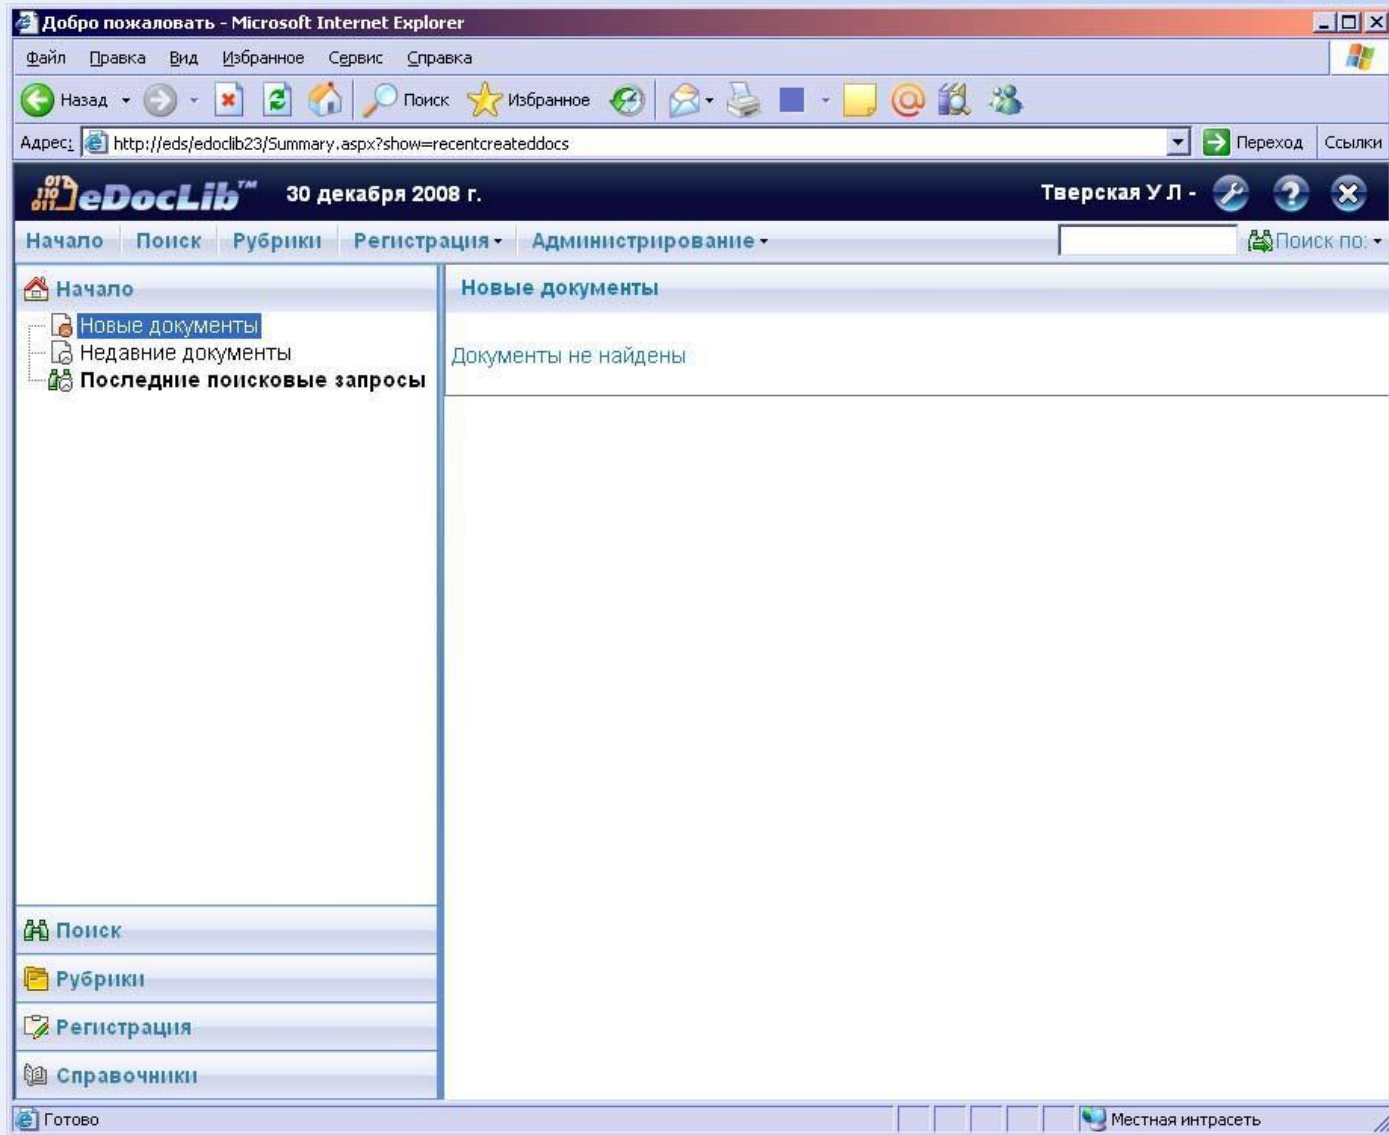 Добро пожаловать - Microsoft Internet Explorer
Файл Правка Вид Избранное Сервис Справка
Назад Поиск Избранное
Адрес: http://eds/edoclib23/Summary.aspx?show=recentcreateddocs Переход Ссылки
eDocLib™ 30 декабря 2008 г. Тверская У Л -
Начало Поиск Рубрики Регистрация Администрирование Поиск по:
Начало
Новые документы
Недавние документы
Последние поисковые запросы
Новые документы
Документы не найдены
Поиск
Рубрики
Регистрация
Справочники
Готово Местная интрасеть